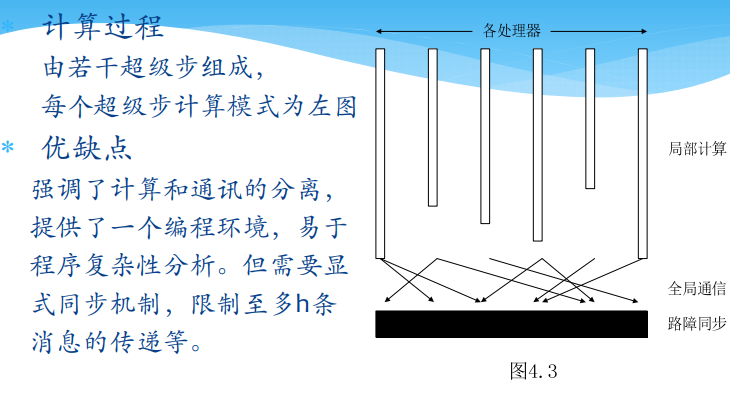 * 计算过程
由若干超级步组成，
每个超级步计算模式为左图
* 优缺点
强调了计算和通讯的分离，
提供了一个编程环境，易于
程序复杂性分析。但需要显
式同步机制，限制至多h条
消息的传递等。
各处理器
局部计算
全局通信
路障同步
图4.3